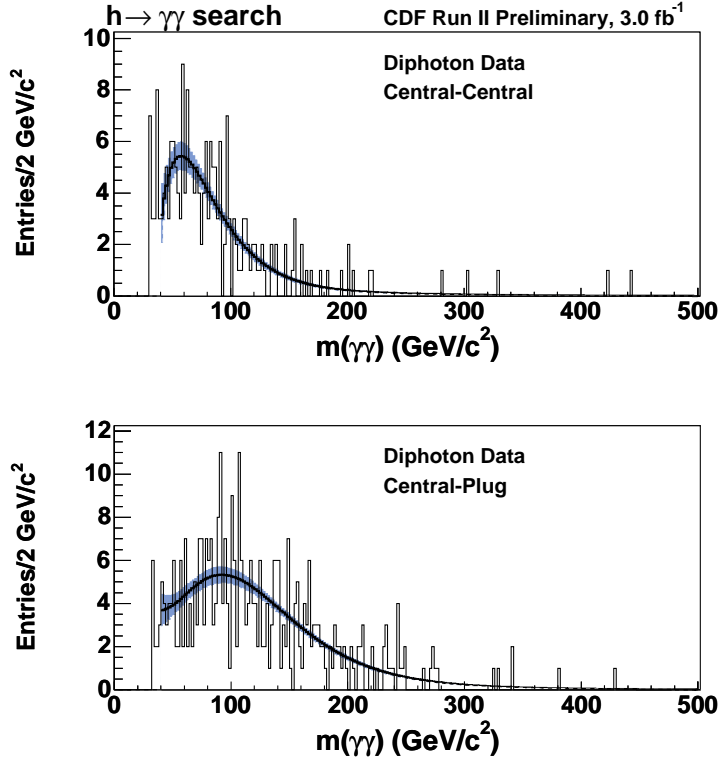 h→ γγ search
CDF Run II Preliminary, 3.0 fb⁻¹
Diphoton Data
Central-Central
Entries/2 GeV/c²
10
8
6
4
2
0
0 100 200 300 400 500
m(γγ) (GeV/c²)
Diphoton Data
Central-Plug
Entries/2 GeV/c²
12
10
8
6
4
2
0
0 100 200 300 400 500
m(γγ) (GeV/c²)